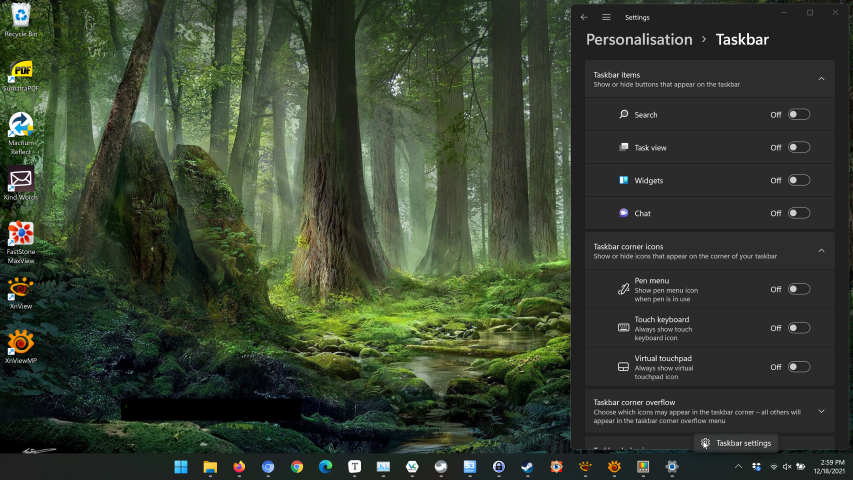 Recycle Bin
PDF
SumatraPDF
Macrium
Reflect
Kind Words
FastStone
MaxView
XnView
XnViewMP
Settings
Personalisation › Taskbar
Taskbar items
Show or hide buttons that appear on the taskbar
Search Off
Task view Off
Widgets Off
Chat Off
Taskbar corner icons
Show or hide icons that appear on the corner of your taskbar
Pen menu
Show pen menu icon
when pen is in use
Off
Touch keyboard
Always show touch
keyboard icon
Off
Virtual touchpad
Always show virtual
touchpad icon
Off
Taskbar corner overflow
Choose which icons may appear in the taskbar corner – all others will
appear in the taskbar corner overflow menu
Taskbar settings
T
2:39 PM
12/18/2021